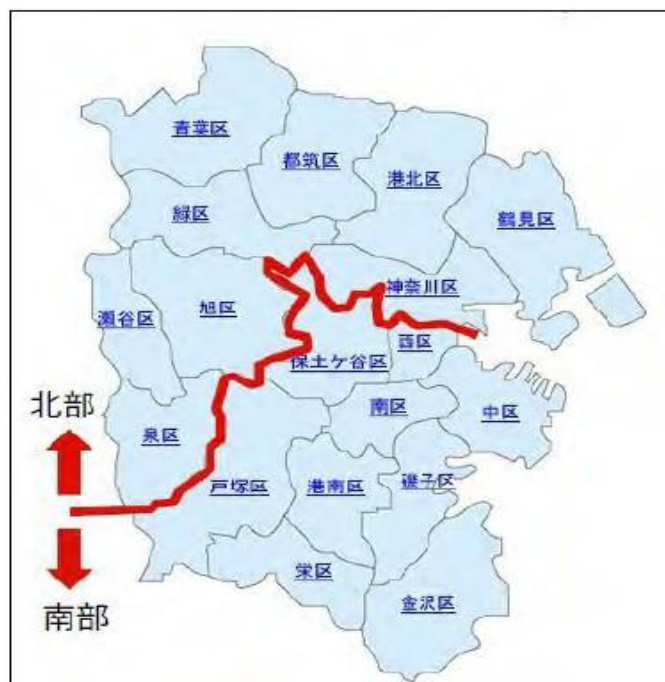 青葉区
都筑区
港北区
鶴見区
緑区
神奈川区
瀬谷区
旭区
保土ケ谷区
西区
北部
泉区
南区
中区
戸塚区
港南区
磯子区
栄区
南部
金沢区